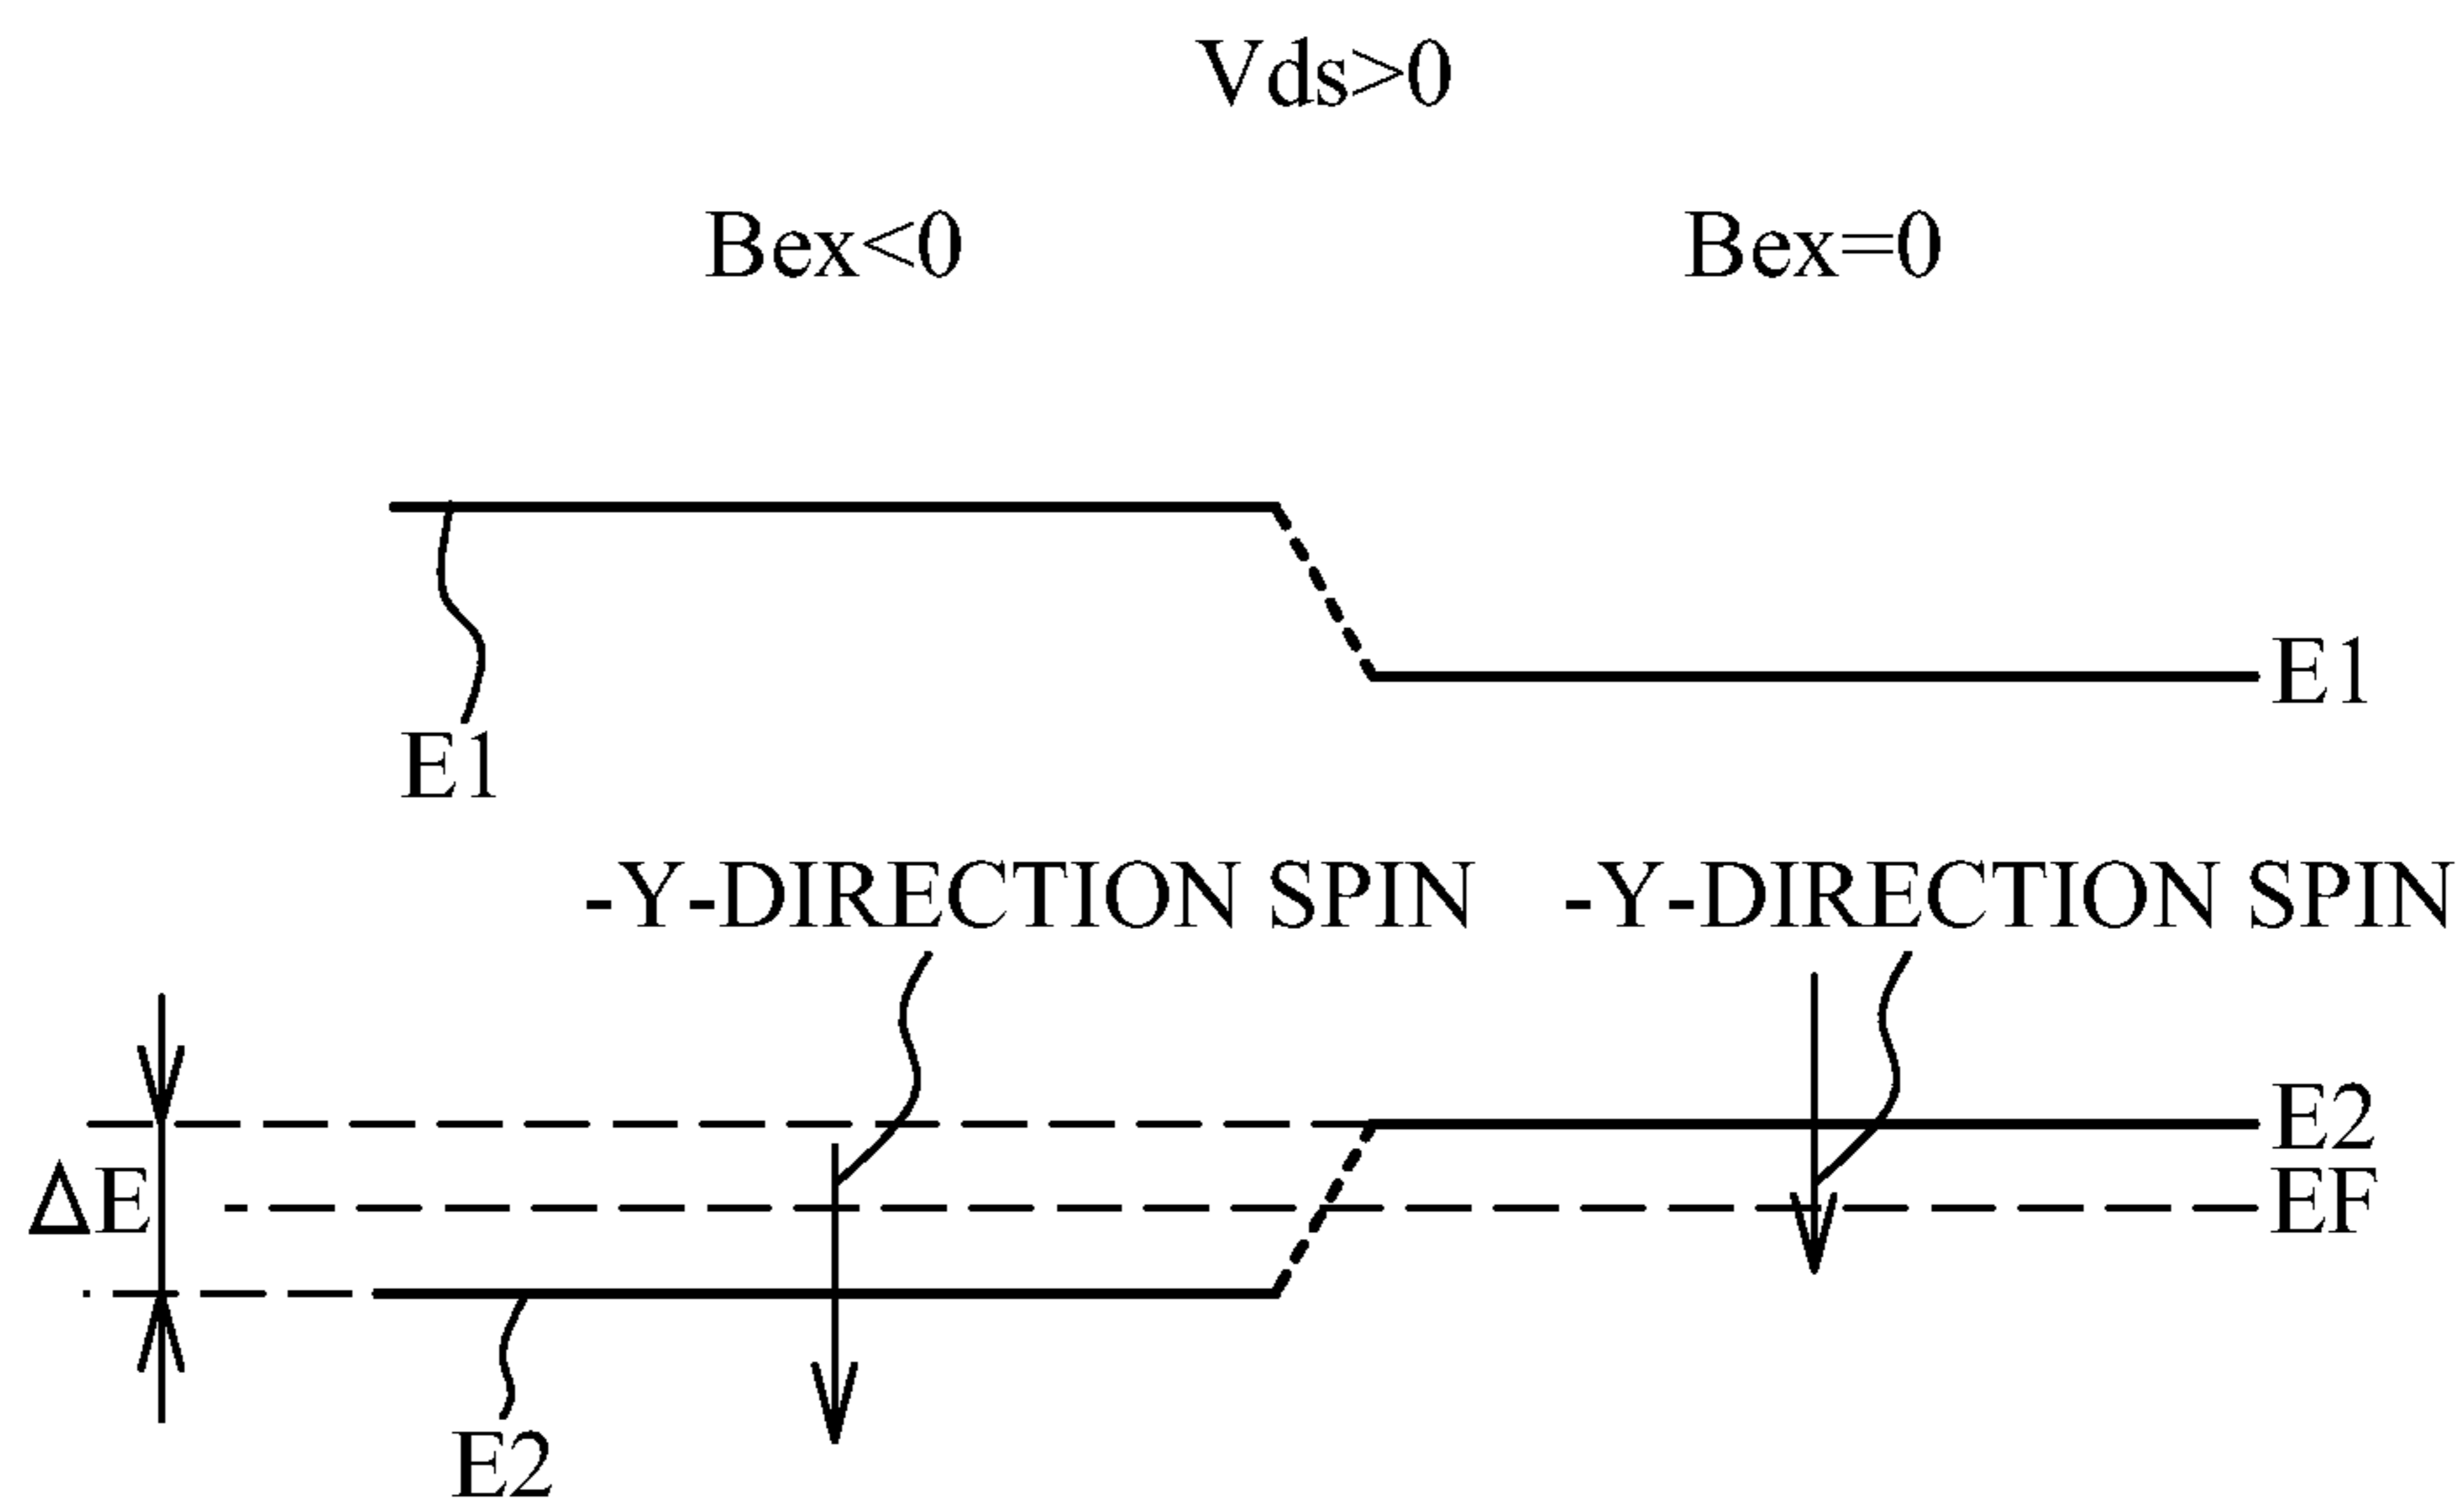 Vds>0
Bex<0
Bex=0
E1
E1
-Y-DIRECTION SPIN
-Y-DIRECTION SPIN
E2
ΔE
EF
E2